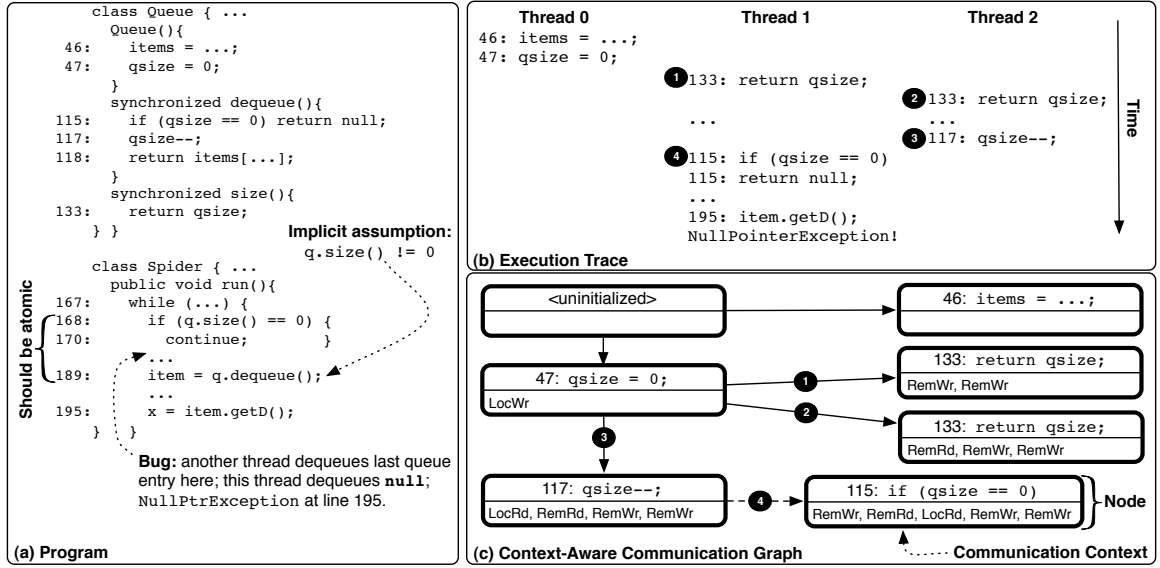 class Queue { ...
Queue(){
46: items = ...;
47: qsize = 0;
}
synchronized dequeue(){
115: if (qsize == 0) return null;
117: qsize--;
118: return items[...];
}
synchronized size(){
133: return qsize;
} }
Implicit assumption:
q.size() != 0
class Spider { ...
public void run(){
167: while (...) {
168: if (q.size() == 0) {
170: continue; }
...
189: item = q.dequeue();
...
195: x = item.getD();
} }
Should be atomic
Bug: another thread dequeues last queue
entry here; this thread dequeues null;
NullPtrException at line 195.
(a) Program
Thread 0 Thread 1 Thread 2
46: items = ...;
47: qsize = 0;
1 133: return qsize;
2 133: return qsize;
... ...
3 117: qsize--;
4 115: if (qsize == 0)
115: return null;
...
195: item.getD();
NullPointerException!
Time
(b) Execution Trace
<uninitialized>
46: items = ...;
47: qsize = 0;
LocWr
1
133: return qsize;
RemWr, RemWr
2
133: return qsize;
RemRd, RemWr, RemWr
3
117: qsize--;
LocRd, RemRd, RemWr, RemWr
4
115: if (qsize == 0)
RemWr, RemRd, LocRd, RemWr, RemWr
Node
Communication Context
(c) Context-Aware Communication Graph